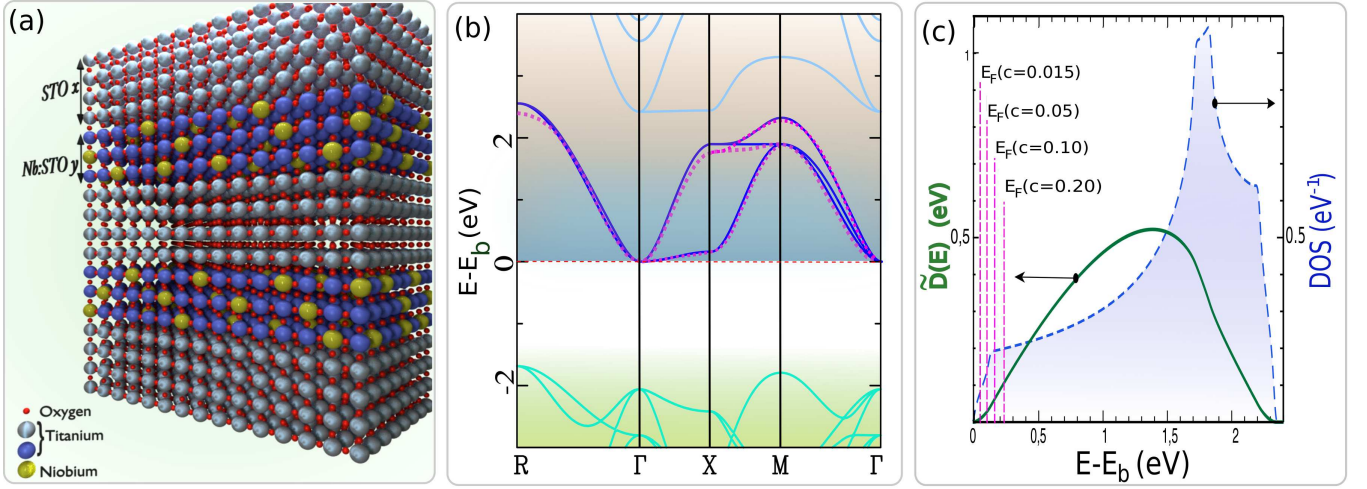 (a)
STO x
Nb:STO y
Oxygen
Titanium
Niobium
(b)
E-E_b (eV)
2
0
-2
R Γ X M Γ
(c)
E_F(c=0.015)
E_F(c=0.05)
E_F(c=0.10)
E_F(c=0.20)
1
0,5
D̃(E) (eV)
0.5
DOS (eV⁻¹)
0 0,5 1 1,5 2
E-E_b (eV)